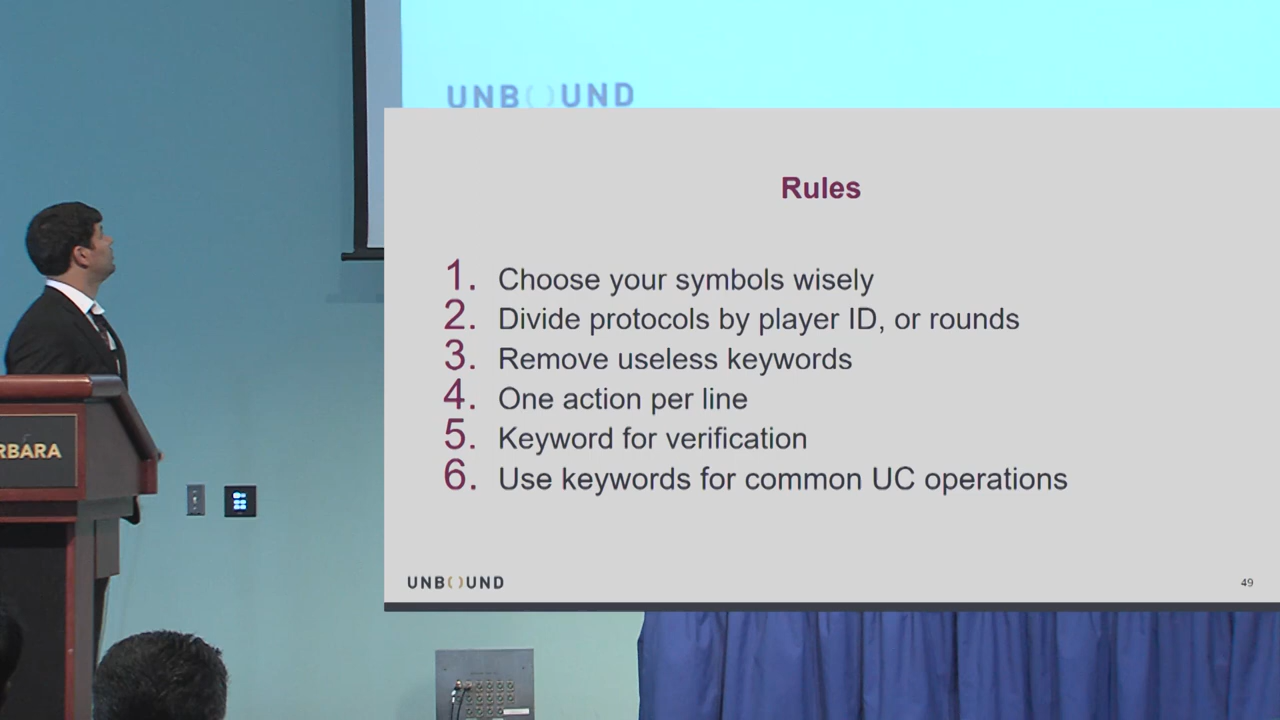 UNBOUND
Rules
1. Choose your symbols wisely
2. Divide protocols by player ID, or rounds
3. Remove useless keywords
4. One action per line
5. Keyword for verification
6. Use keywords for common UC operations
RBARA
UNB()UND
49